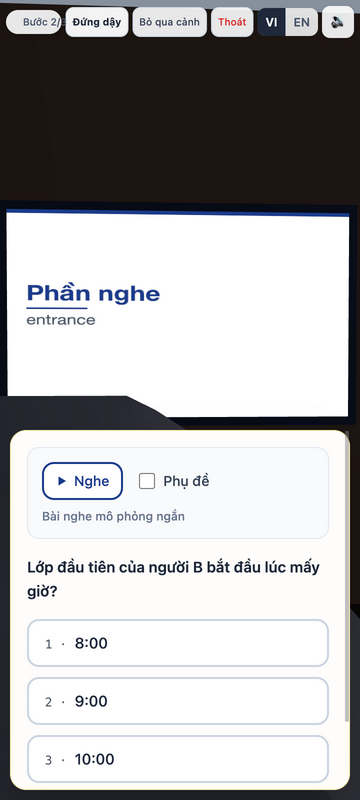 Bước 2/
Đứng dậy
Bỏ qua cảnh
Thoát
VI
EN
Phần nghe
entrance
Nghe
Phụ đề
Bài nghe mô phỏng ngắn
Lớp đầu tiên của người B bắt đầu lúc mấy
giờ?
1 · 8:00
2 · 9:00
3 · 10:00